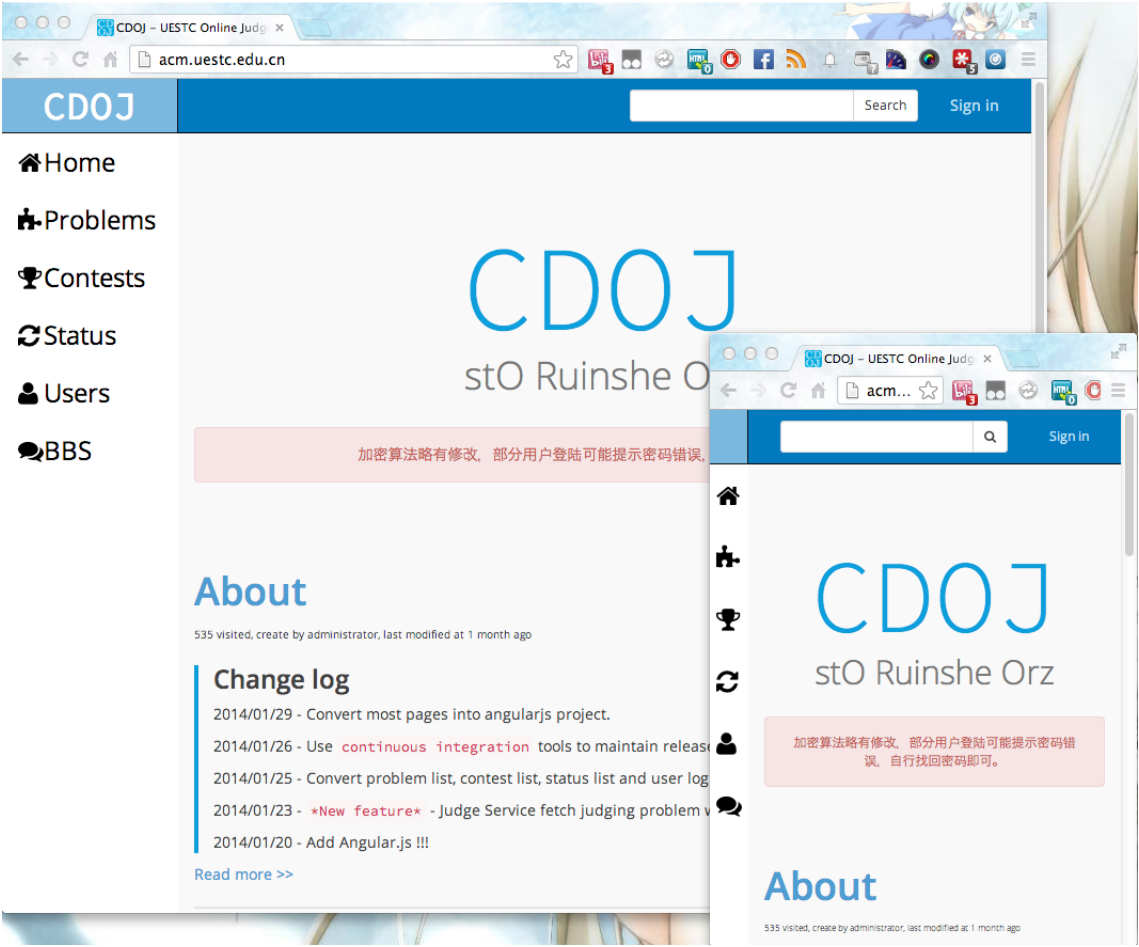 CDOJ – UESTC Online Judg
acm.uestc.edu.cn
CDOJ
Search
Sign in
Home
Problems
Contests
Status
Users
BBS
CDOJ
stO Ruinshe O
加密算法略有修改，部分用户登陆可能提示密码错误，
About
535 visited, create by administrator, last modified at 1 month ago
Change log
2014/01/29 - Convert most pages into angularjs project.
2014/01/26 - Use continuous integration tools to maintain release
2014/01/25 - Convert problem list, contest list, status list and user log
2014/01/23 - *New feature* - Judge Service fetch judging problem w
2014/01/20 - Add Angular.js !!!
Read more >>
CDOJ – UESTC Online Judg
acm...
Sign in
CDOJ
stO Ruinshe Orz
加密算法略有修改，部分用户登陆可能提示密码错
误，自行找回密码即可。
About
535 visited, create by administrator, last modified at 1 month ago